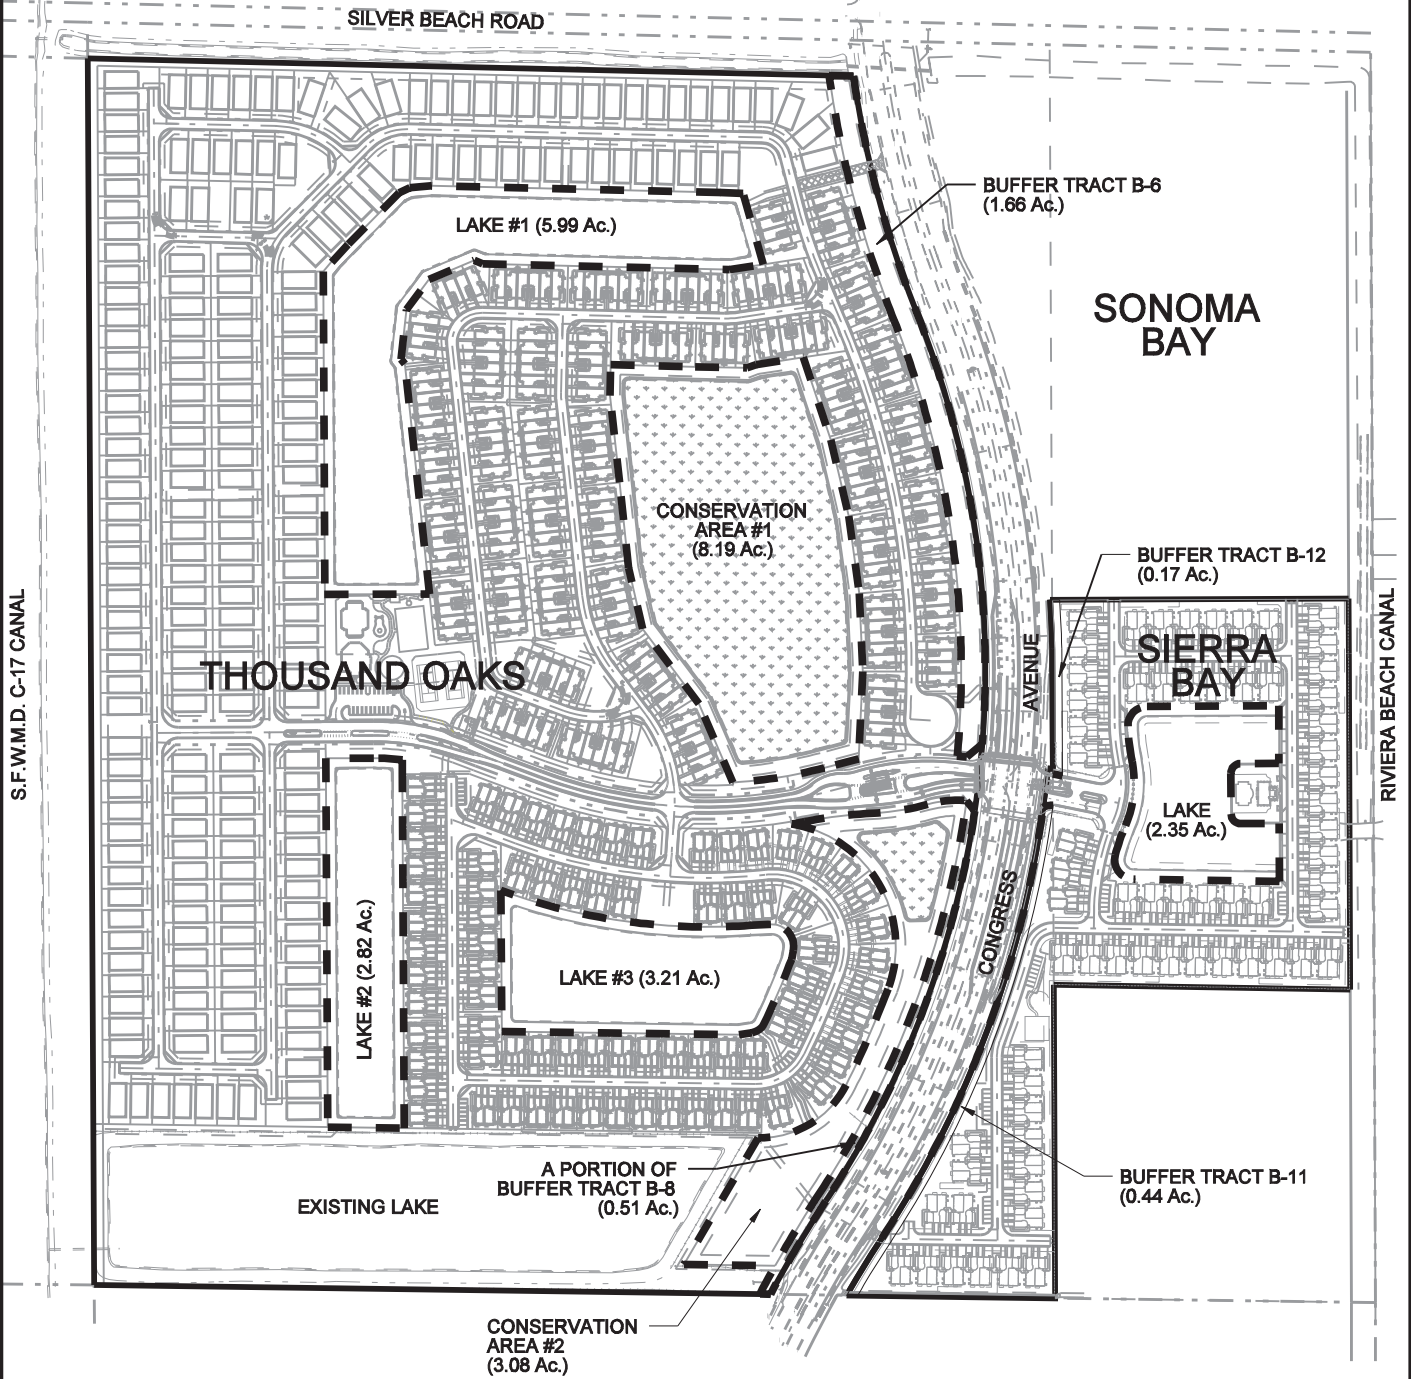 SILVER BEACH ROAD
BUFFER TRACT B-6
(1.66 Ac.)
LAKE #1 (5.99 Ac.)
SONOMA
BAY
CONSERVATION
AREA #1
(8.19 Ac.)
BUFFER TRACT B-12
(0.17 Ac.)
S.F.W.M.D. C-17 CANAL
THOUSAND OAKS
AVENUE
SIERRA
BAY
RIVIERA BEACH CANAL
LAKE
(2.35 Ac.)
CONGRESS
LAKE #2 (2.82 Ac.)
LAKE #3 (3.21 Ac.)
A PORTION OF
BUFFER TRACT B-8
(0.51 Ac.)
BUFFER TRACT B-11
(0.44 Ac.)
EXISTING LAKE
CONSERVATION
AREA #2
(3.08 Ac.)